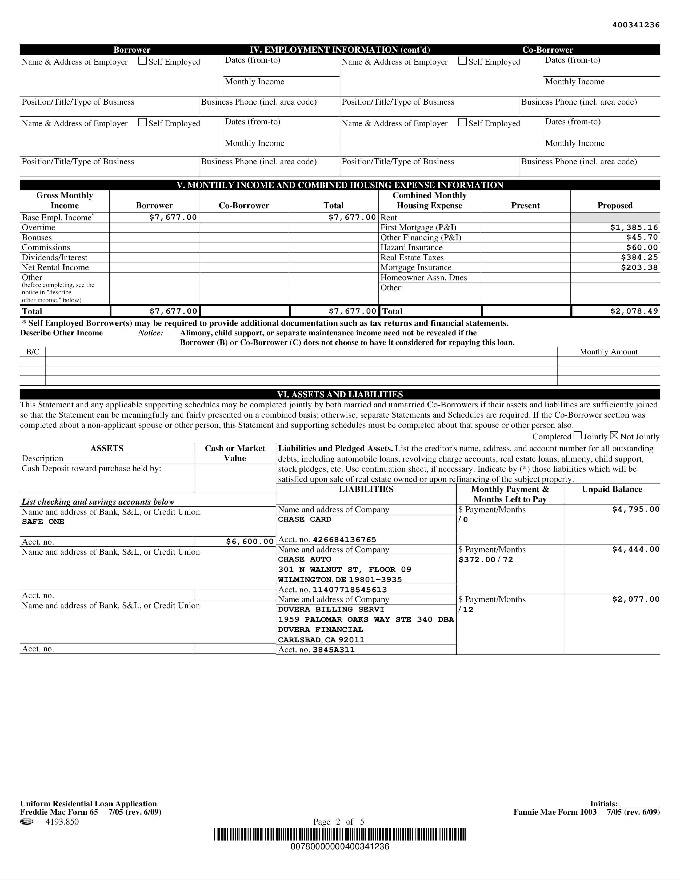 400341236
Borrower IV. EMPLOYMENT INFORMATION (cont'd) Co-Borrower
Name & Address of Employer ☐ Self Employed Dates (from-to) Name & Address of Employer ☐ Self Employed Dates (from-to)
Monthly Income Monthly Income
Position/Title/Type of Business Business Phone (incl. area code) Position/Title/Type of Business Business Phone (incl. area code)
Name & Address of Employer ☐ Self Employed Dates (from-to) Name & Address of Employer ☐ Self Employed Dates (from-to)
Monthly Income Monthly Income
Position/Title/Type of Business Business Phone (incl. area code) Position/Title/Type of Business Business Phone (incl. area code)
V. MONTHLY INCOME AND COMBINED HOUSING EXPENSE INFORMATION
Gross Monthly Income Borrower Co-Borrower Total Combined Monthly Housing Expense Present Proposed
Base Empl. Income* $7,677.00 $7,677.00 Rent
Overtime First Mortgage (P&I) $1,385.16
Bonuses Other Financing (P&I) $45.70
Commissions Hazard Insurance $60.00
Dividends/Interest Real Estate Taxes $384.25
Net Rental Income Mortgage Insurance $203.38
Other Homeowner Assn. Dues
(before completing, see the notice in "describe other income," below) Other
Total $7,677.00 $7,677.00 Total $2,078.49
* Self Employed Borrower(s) may be required to provide additional documentation such as tax returns and financial statements.
Describe Other Income Notice: Alimony, child support, or separate maintenance income need not be revealed if the
Borrower (B) or Co-Borrower (C) does not choose to have it considered for repaying this loan.
B/C Monthly Amount
VI. ASSETS AND LIABILITIES
This Statement and any applicable supporting schedules may be completed jointly by both married and unmarried Co-Borrowers if their assets and liabilities are sufficiently joined
so that the Statement can be meaningfully and fairly presented on a combined basis; otherwise, separate Statements and Schedules are required. If the Co-Borrower section was
completed about a non-applicant spouse or other person, this Statement and supporting schedules must be completed about that spouse or other person also.
Completed ☐ Jointly ☒ Not Jointly
ASSETS Cash or Market Value
Description
Cash Deposit toward purchase held by:
Liabilities and Pledged Assets. List the creditor's name, address, and account number for all outstanding
debts, including automobile loans, revolving charge accounts, real estate loans, alimony, child support,
stock pledges, etc. Use continuation sheet, if necessary. Indicate by (*) those liabilities which will be
satisfied upon sale of real estate owned or upon refinancing of the subject property.
LIABILITIES Monthly Payment & Months Left to Pay Unpaid Balance
List checking and savings accounts below
Name and address of Bank, S&L, or Credit Union
SAFE ONE
Acct. no. $6,600.00
Name and address of Company $ Payment/Months $4,795.00
CHASE CARD /0
Acct. no. 426684136765
Name and address of Bank, S&L, or Credit Union
Acct. no.
Name and address of Company $ Payment/Months $4,444.00
CHASE AUTO $372.00/72
301 N WALNUT ST, FLOOR 09
WILMINGTON, DE 19801-3935
Acct. no. 11407718545613
Name and address of Bank, S&L, or Credit Union
Acct. no.
Name and address of Company $ Payment/Months $2,077.00
DUVERA BILLING SERVI /12
1959 PALOMAR OAKS WAY STE 340 DBA
DUVERA FINANCIAL
CARLSBAD, CA 92011
Acct. no. 3845A311
Uniform Residential Loan Application
Freddie Mac Form 65 7/05 (rev. 6/09)
4193.850
Page 2 of 5
Initials:
Fannie Mae Form 1003 7/05 (rev. 6/09)
00780000000400341236